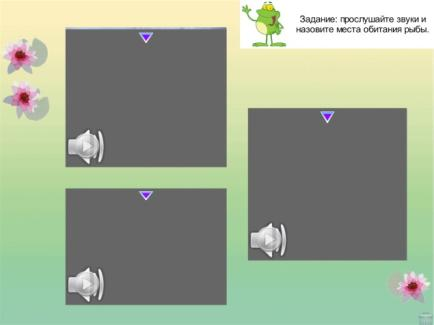 Задание: прослушайте звуки и
назовите места обитания рыбы.